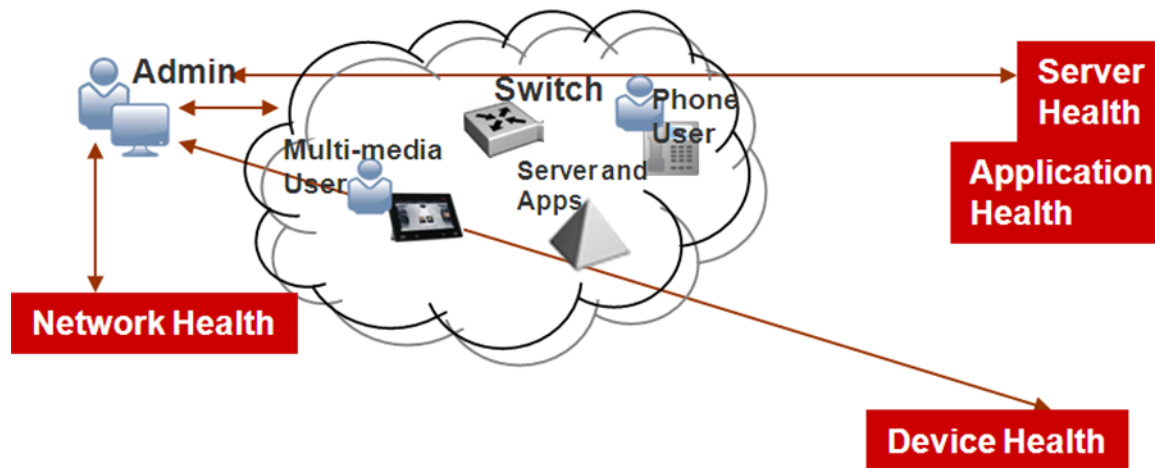 Admin
Switch
Phone
User
Multi-media
User
Server and
Apps
Server
Health
Application
Health
Network Health
Device Health